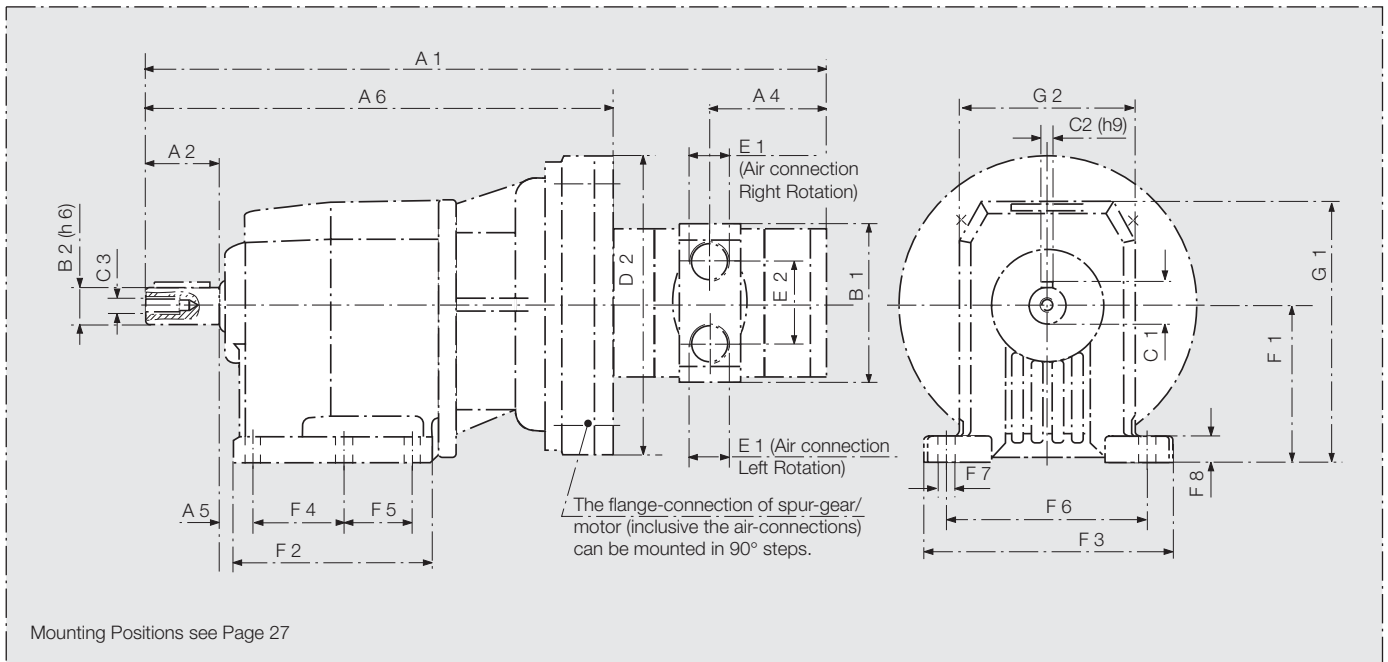 A 1
A 6
A 4
G 2
C2 (h9)
A 2
E 1
(Air connection
Right Rotation)
B 2 (h 6)
C 3
D 2
E 2
B 1
G 1
C 1
F 1
E 1 (Air connection
Left Rotation)
F 7
F 8
A 5
F 4
F 5
F 6
F 2
F 3
The flange-connection of spur-gear/
motor (inclusive the air-connections)
can be mounted in 90° steps.
Mounting Positions see Page 27